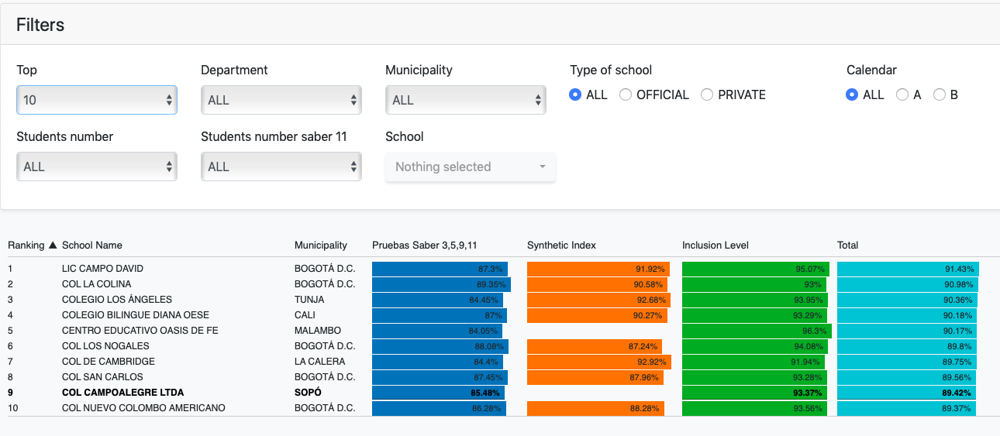 Filters
Top Department Municipality Type of school Calendar
10 ALL ALL ALL OFFICIAL PRIVATE ALL A B
Students number Students number saber 11 School
ALL ALL Nothing selected
Ranking ▲ School Name Municipality Pruebas Saber 3,5,9,11 Synthetic Index Inclusion Level Total
1 LIC CAMPO DAVID BOGOTÁ D.C. 87.3% 91.92% 95.07% 91.43%
2 COL LA COLINA BOGOTÁ D.C. 89.35% 90.58% 93% 90.98%
3 COLEGIO LOS ÁNGELES TUNJA 84.45% 92.68% 93.95% 90.36%
4 COLEGIO BILINGUE DIANA OESE CALI 87% 90.27% 93.29% 90.18%
5 CENTRO EDUCATIVO OASIS DE FE MALAMBO 84.05% 96.3% 90.17%
6 COL LOS NOGALES BOGOTÁ D.C. 88.08% 87.24% 94.08% 89.8%
7 COL DE CAMBRIDGE LA CALERA 84.4% 92.92% 91.94% 89.75%
8 COL SAN CARLOS BOGOTÁ D.C. 87.45% 87.96% 93.28% 89.56%
9 COL CAMPOALEGRE LTDA SOPÓ 85.48% 93.37% 89.42%
10 COL NUEVO COLOMBO AMERICANO BOGOTÁ D.C. 86.28% 88.28% 93.56% 89.37%